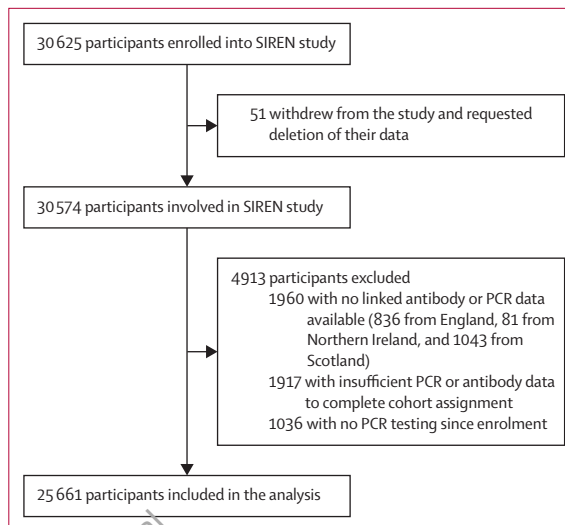 30 625 participants enrolled into SIREN study
51 withdrew from the study and requested
deletion of their data
30 574 participants involved in SIREN study
4913 participants excluded
1960 with no linked antibody or PCR data
available (836 from England, 81 from
Northern Ireland, and 1043 from
Scotland)
1917 with insufficient PCR or antibody data
to complete cohort assignment
1036 with no PCR testing since enrolment
25 661 participants included in the analysis